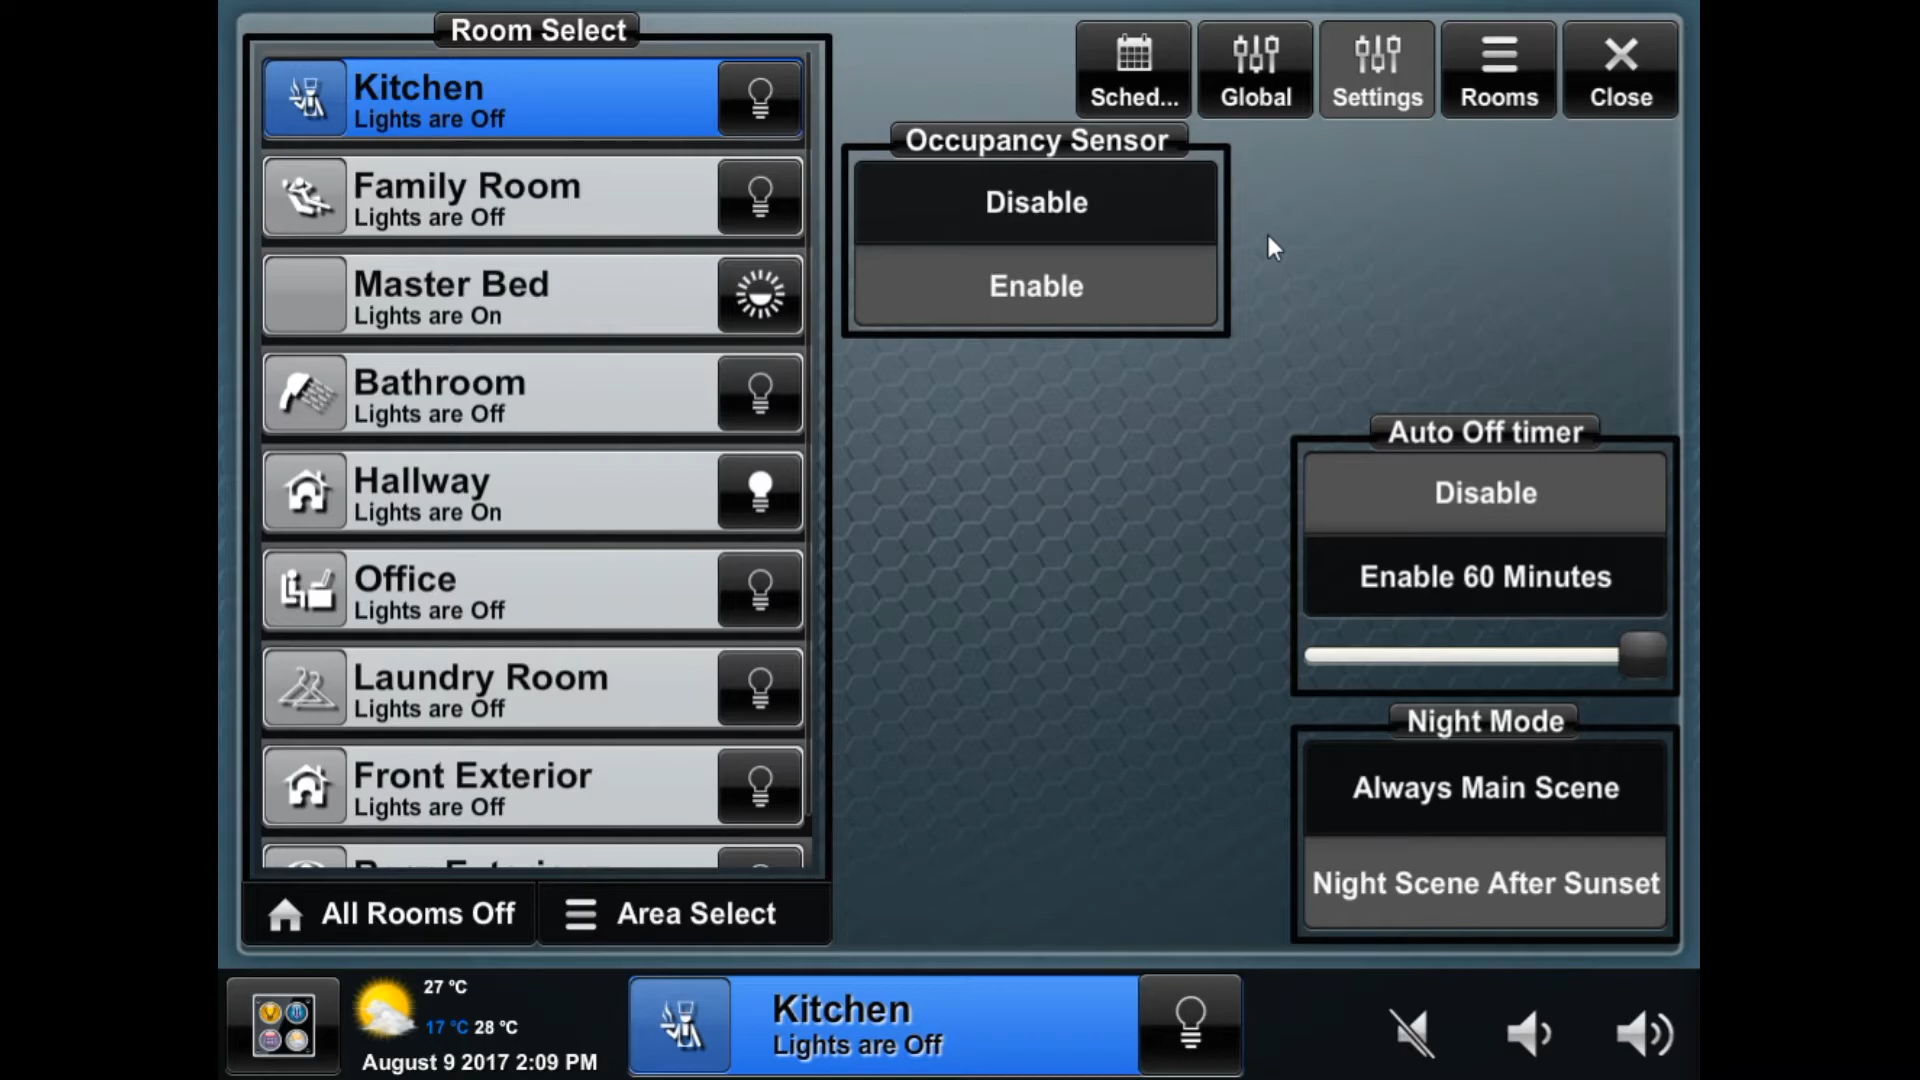 Room Select
Kitchen
Lights are Off
Family Room
Lights are Off
Master Bed
Lights are On
Bathroom
Lights are Off
Hallway
Lights are On
Office
Lights are Off
Laundry Room
Lights are Off
Front Exterior
Lights are Off
All Rooms Off
Area Select
Sched...
Global
Settings
Rooms
Close
Occupancy Sensor
Disable
Enable
Auto Off timer
Disable
Enable 60 Minutes
Night Mode
Always Main Scene
Night Scene After Sunset
27 °C
17 °C 28 °C
August 9 2017 2:09 PM
Kitchen
Lights are Off